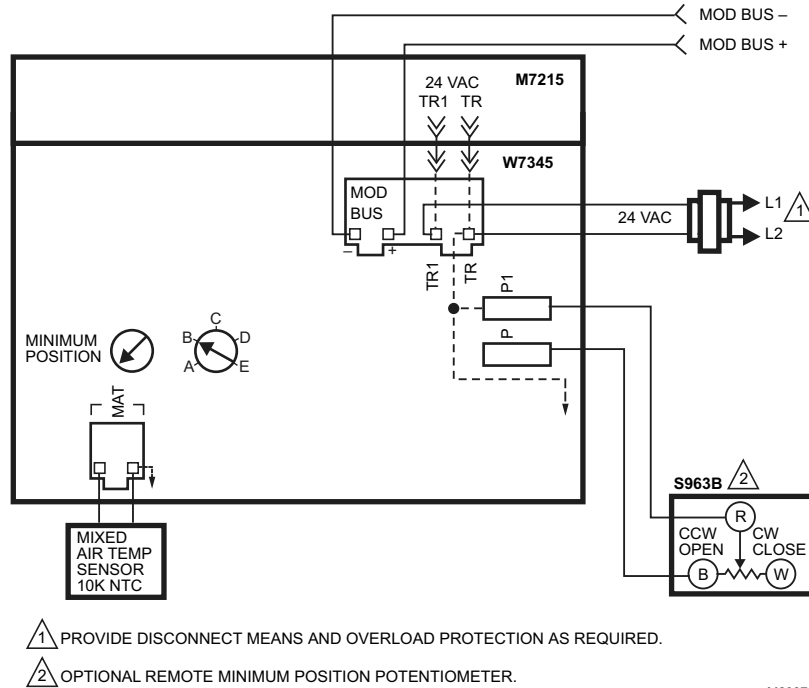 MOD BUS –
MOD BUS +
M7215
24 VAC
TR1 TR
W7345
MOD
BUS
– +
TR1
TR
24 VAC
L1
1
L2
P1
P
MINIMUM
POSITION
A
B
C
D
E
MAT
MIXED
AIR TEMP
SENSOR
10K NTC
S963B
2
R
CCW
OPEN
CW
CLOSE
B
W
1 PROVIDE DISCONNECT MEANS AND OVERLOAD PROTECTION AS REQUIRED.
2 OPTIONAL REMOTE MINIMUM POSITION POTENTIOMETER.